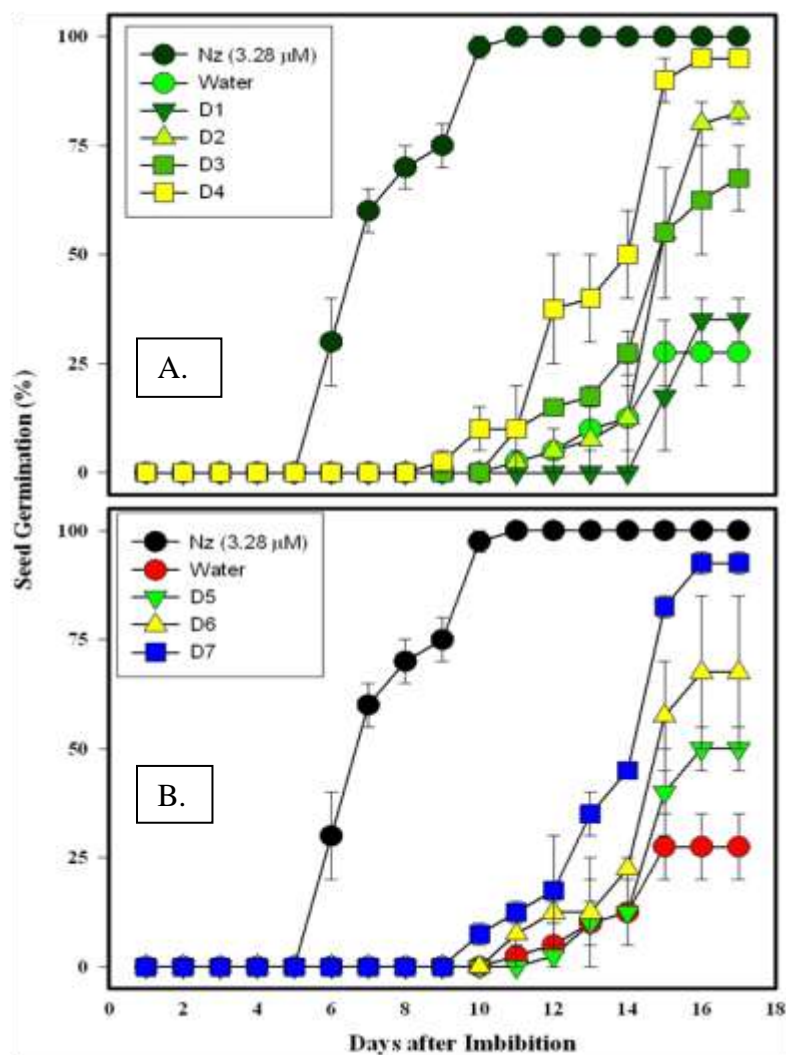 100
75
50
25
0
Nz (3.28 µM)
Water
D1
D2
D3
D4
A.
Seed Germination (%)
100
75
50
25
0
Nz (3.28 µM)
Water
D5
D6
D7
B.
0 2 4 6 8 10 12 14 16 18
Days after Imbibition